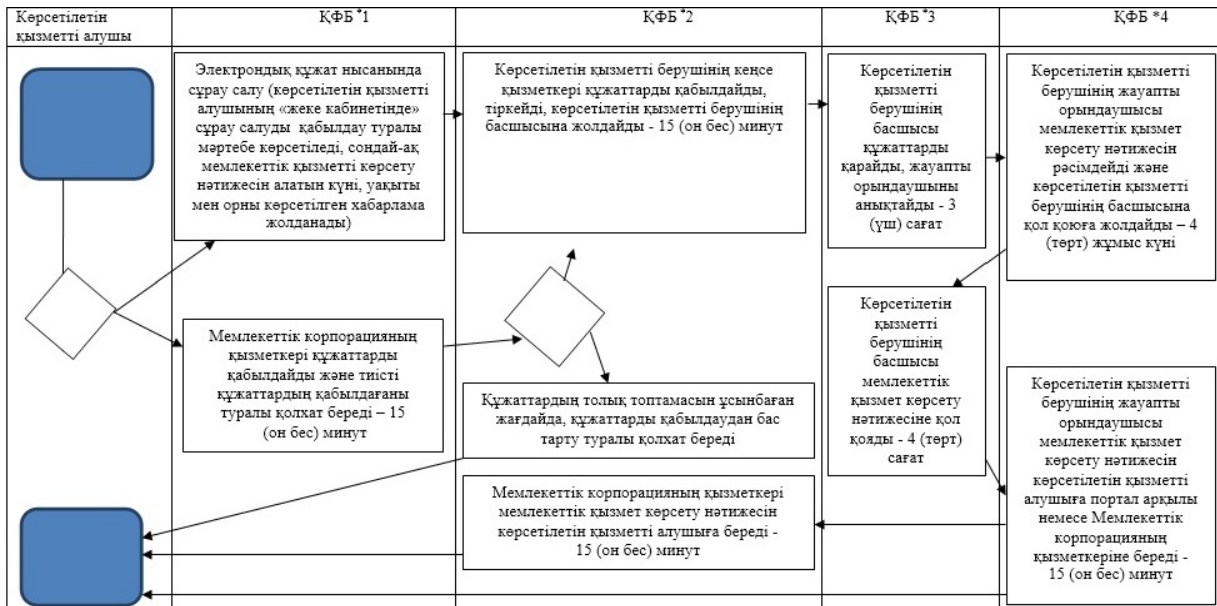 Көрсетілетін
қызметті алушы
ҚФБ *1
ҚФБ *2
ҚФБ *3
ҚФБ *4
Электрондық құжат нысанында
сұрау салу (көрсетілетін қызметті
алушының «жеке кабинетінде»
сұрау салуды қабылдау туралы
мәртебе көрсетіледі, сондай-ақ
мемлекеттік қызметті көрсету
нәтижесін алатын күні, уақыты
мен орны көрсетілген хабарлама
жолданады)
Көрсетілетін қызметті берушінің кеңсе
қызметкері құжаттарды қабылдайды,
тіркейді, көрсетілетін қызметті берушінің
басшысына жолдайды - 15 (он бес) минут
Көрсетілетін
қызметті
берушінің
басшысы
құжаттарды
қарайды, жауапты
орындаушыны
анықтайды - 3
(үш) сағат
Көрсетілетін қызметті
берушінің жауапты
орындаушысы
мемлекеттік қызмет
көрсету нәтижесін
рәсімдейді және
көрсетілетін қызметті
берушінің басшысына
қол қоюға жолдайды – 4
(төрт) жұмыс күні
Мемлекеттік корпорацияның
қызметкері құжаттарды
қабылдайды және тиісті
құжаттардың қабылдағаны
туралы қолхат береді – 15
(он бес) минут
Құжаттардың толық топтамасын ұсынбаған
жағдайда, құжаттарды қабылдаудан бас
тарту туралы қолхат береді
Мемлекеттік корпорацияның қызметкері
мемлекеттік қызмет көрсету нәтижесін
көрсетілетін қызметті алушыға береді -
15 (он бес) минут
Көрсетілетін
қызметті
берушінің
басшысы
мемлекеттік
қызмет көрсету
нәтижесіне қол
қояды - 4 (төрт)
сағат
Көрсетілетін қызметті
берушінің жауапты
орындаушысы
мемлекеттік қызмет
көрсету нәтижесін
көрсетілетін қызметті
алушыға портал арқылы
немесе Мемлекеттік
корпорацияның
қызметкеріне береді -
15 (он бес) минут